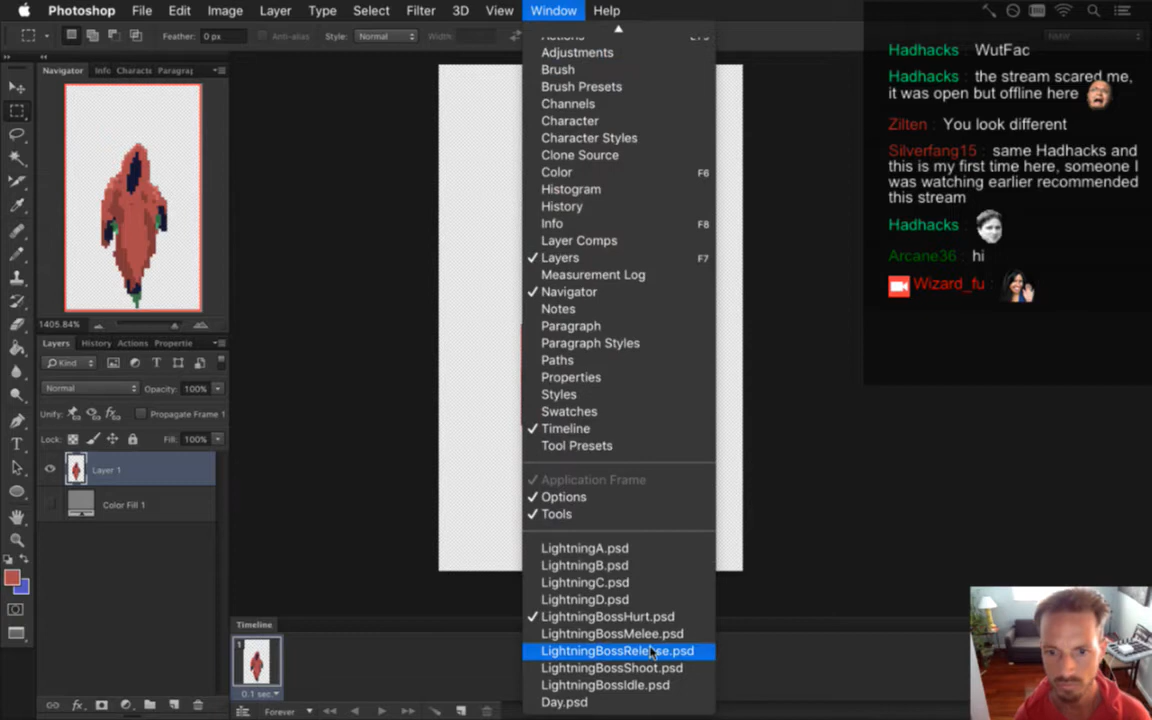 Photoshop File Edit Image Layer Type Select Filter 3D View Window Help
Feather: 0 px Anti-alias Style: Normal Width:
Navigator Info Charact Paragra
1405.84%
Layers History Actions Propertie
Kind
Normal Opacity: 100%
Unify: Propagate Frame 1
Lock: Fill: 100%
Layer 1
Color Fill 1
Adjustments
Brush
Brush Presets
Channels
Character
Character Styles
Clone Source
Color F6
Histogram
History
Info F8
Layer Comps
Layers F7
Measurement Log
Navigator
Notes
Paragraph
Paragraph Styles
Paths
Properties
Styles
Swatches
Timeline
Tool Presets
Application Frame
Options
Tools
LightningA.psd
LightningB.psd
LightningC.psd
LightningD.psd
LightningBossHurt.psd
LightningBossMelee.psd
LightningBossRelease.psd
LightningBossShoot.psd
LightningBossIdle.psd
Day.psd
Timeline
1
0.1 sec.
Forever
Hadhacks : WutFac
Hadhacks : the stream scared me,
it was open but offline here
Zilten : You look different
Silverfang15 : same Hadhacks and
this is my first time here, someone I
was watching earlier recommended
this stream
Hadhacks :
Arcane36 : hi
Wizard_fu :